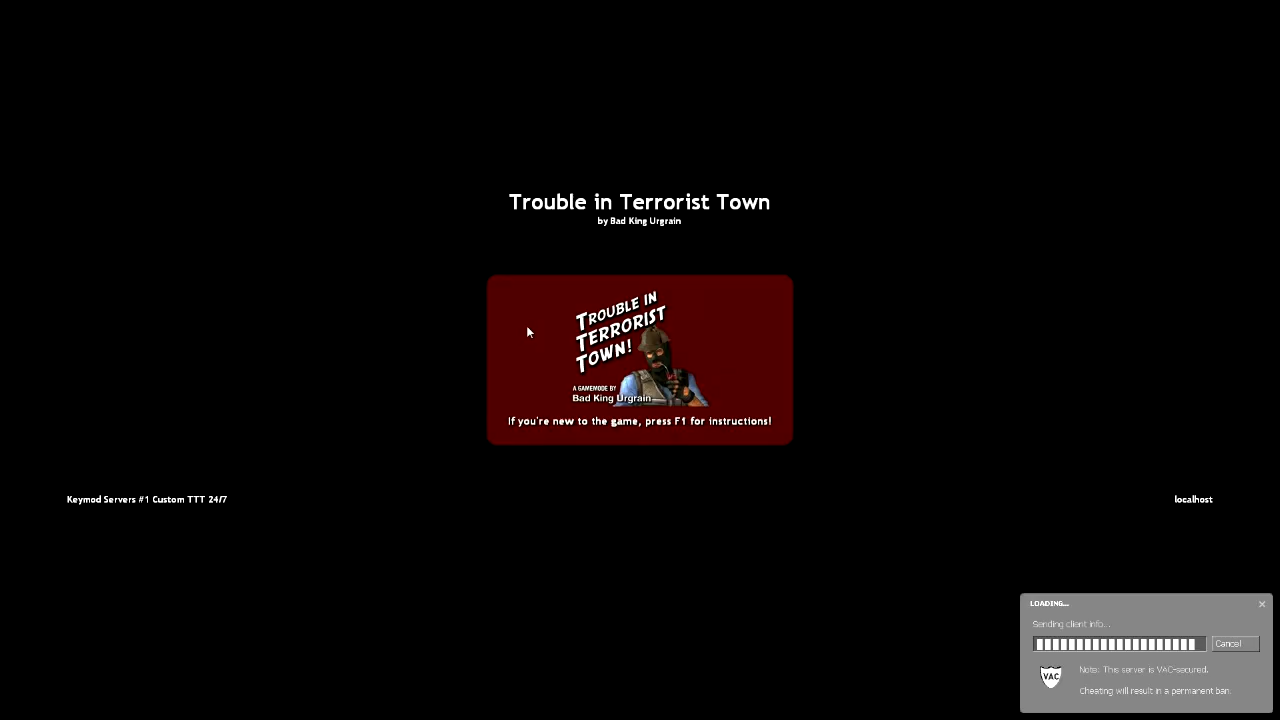 Trouble in Terrorist Town
by Bad King Urgrain
TROUBLE IN
TERRORIST
TOWN!
A GAMEMODE BY
Bad King Urgrain
If you're new to the game, press F1 for instructions!
Keymod Servers #1 Custom TTT 24/7
localhost
LOADING...
Sending client info...
Cancel
VAC
Note: This server is VAC-secured.
Cheating will result in a permanent ban.